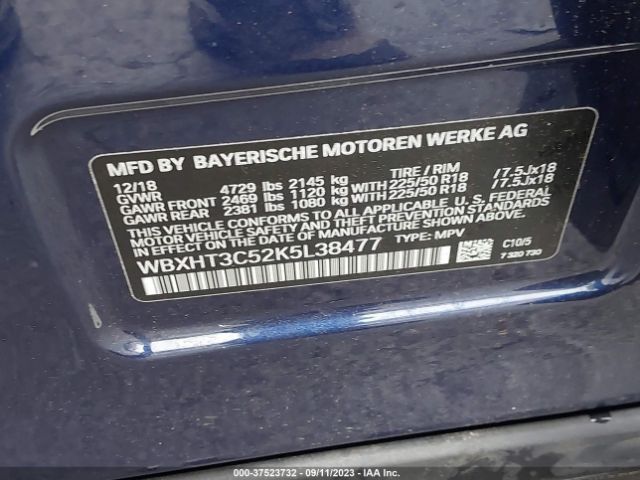 MFD BY BAYERISCHE MOTOREN WERKE AG
12/18 TIRE / RIM
GVWR 4729 lbs 2145 kg
GAWR FRONT 2469 lbs 1120 kg WITH 225/50 R18 /7.5Jx18
GAWR REAR 2381 lbs 1080 kg WITH 225/50 R18 /7.5Jx18
THIS VEHICLE CONFORMS TO ALL APPLICABLE U. S. FEDERAL
MOTOR VEHICLE SAFETY AND THEFT PREVENTION
STANDARDS IN EFFECT ON THE DATE OF
MANUFACTURE SHOWN ABOVE.
WBXHT3C52K5L38477 TYPE: MPV
C10/5
7 320 730
000-37523732 - 09/11/2023 - IAA Inc.